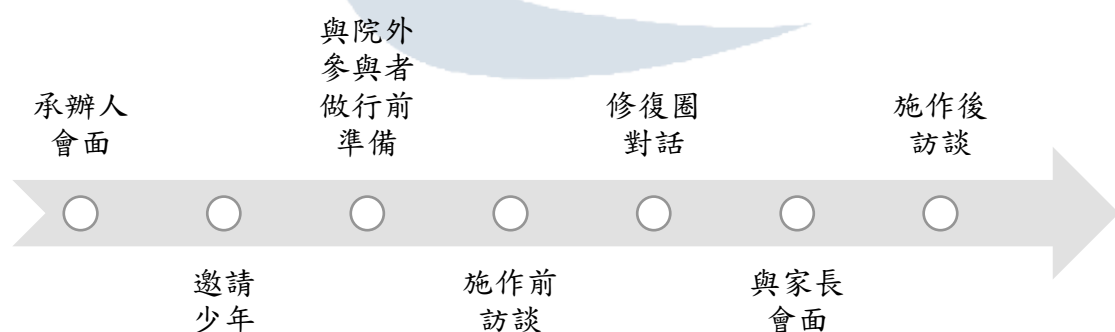 承辦人
會面
邀請
少年
與院外
參與者
做行前
準備
施作前
訪談
修復圈
對話
與家長
會面
施作後
訪談